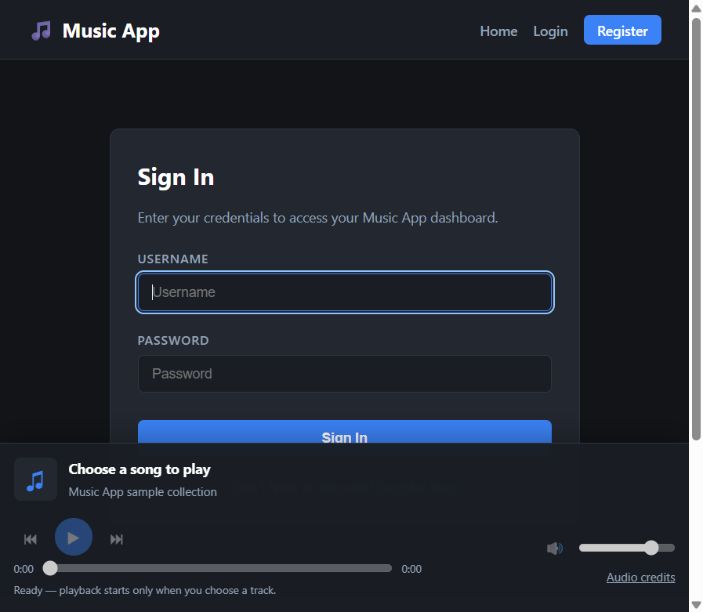 Music App
Home Login Register
Sign In
Enter your credentials to access your Music App dashboard.
USERNAME
Username
PASSWORD
Password
Sign In
Choose a song to play
Music App sample collection
0:00 0:00
Audio credits
Ready — playback starts only when you choose a track.